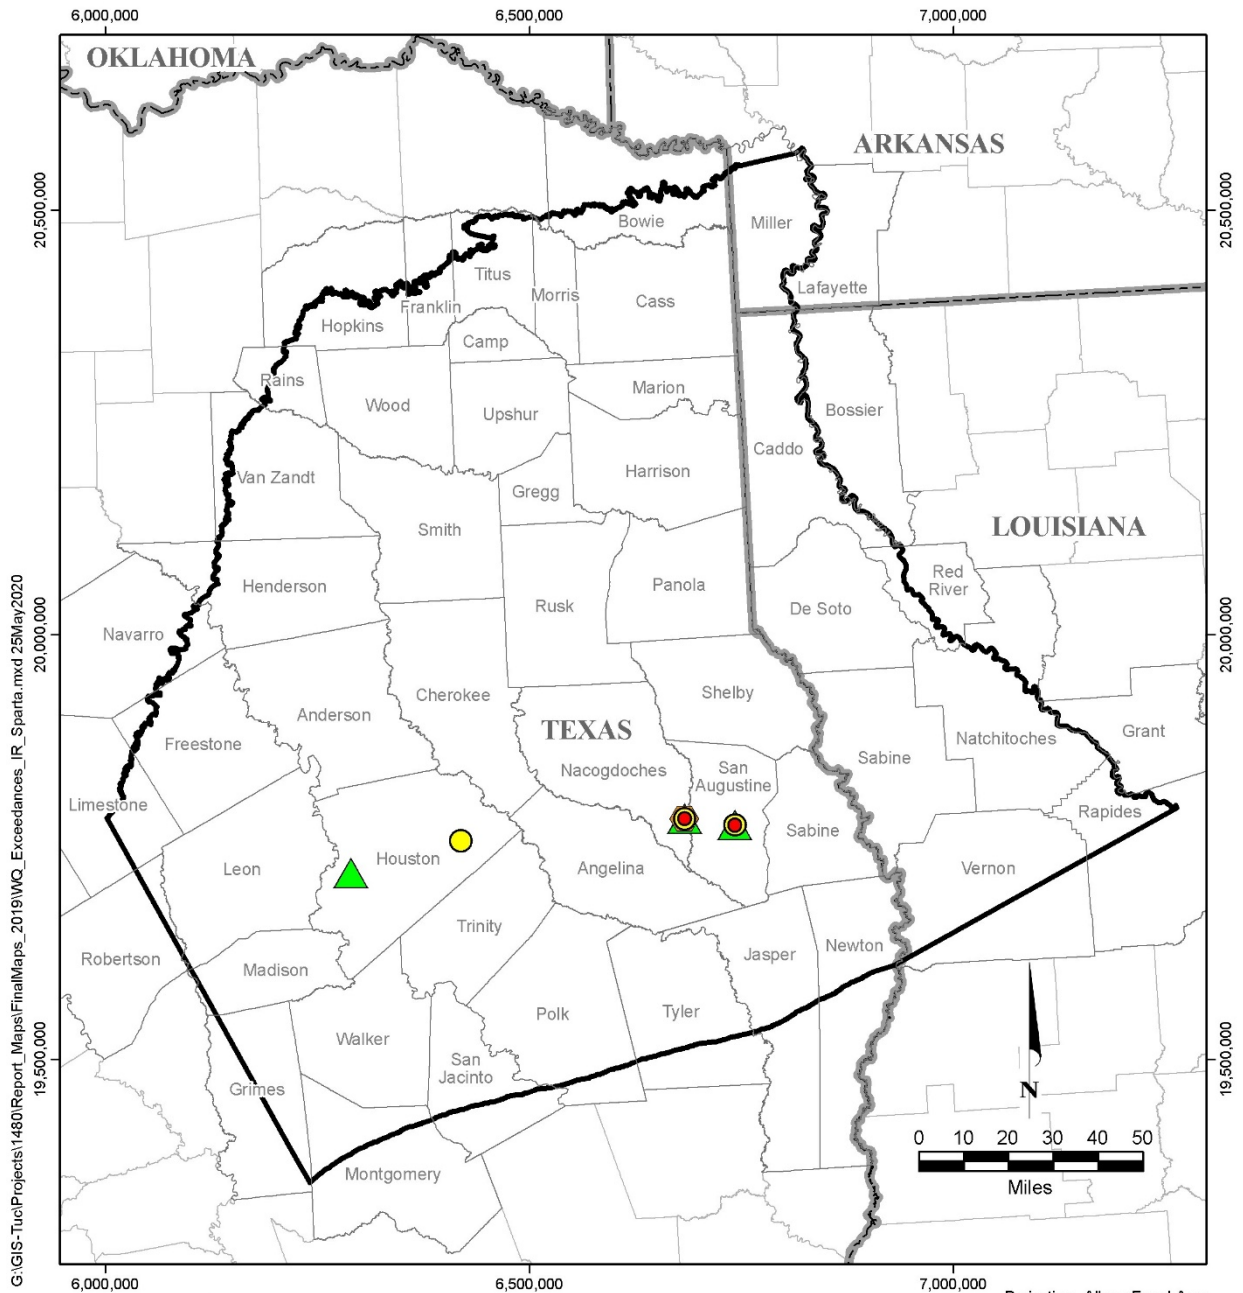 6,000,000
6,500,000
7,000,000
OKLAHOMA
ARKANSAS
20,500,000
20,500,000
Bowie
Miller
Titus
Lafayette
Morris
Cass
Franklin
Hopkins
Camp
Rains
Marion
Wood
Upshur
Bossier
Caddo
Harrison
Van Zandt
Gregg
Smith
LOUISIANA
Red
River
Henderson
Panola
Rusk
De Soto
Navarro
20,000,000
20,000,000
Cherokee
Shelby
Anderson
TEXAS
Freestone
Natchitoches
Grant
Sabine
Nacogdoches
San
Augustine
Limestone
Rapides
Sabine
Houston
Leon
Angelina
Vernon
Trinity
Newton
Jasper
Robertson
Madison
Polk
Tyler
Walker
San
Jacinto
19,500,000
19,500,000
Grimes
N
0 10 20 30 40 50
Miles
Montgomery
G:\GIS-Tuc\Projects\1480\Report_Maps\FinalMaps_2019\WQ_Exceedances_IR_Sparta.mxd 25May2020
6,000,000
6,500,000
7,000,000